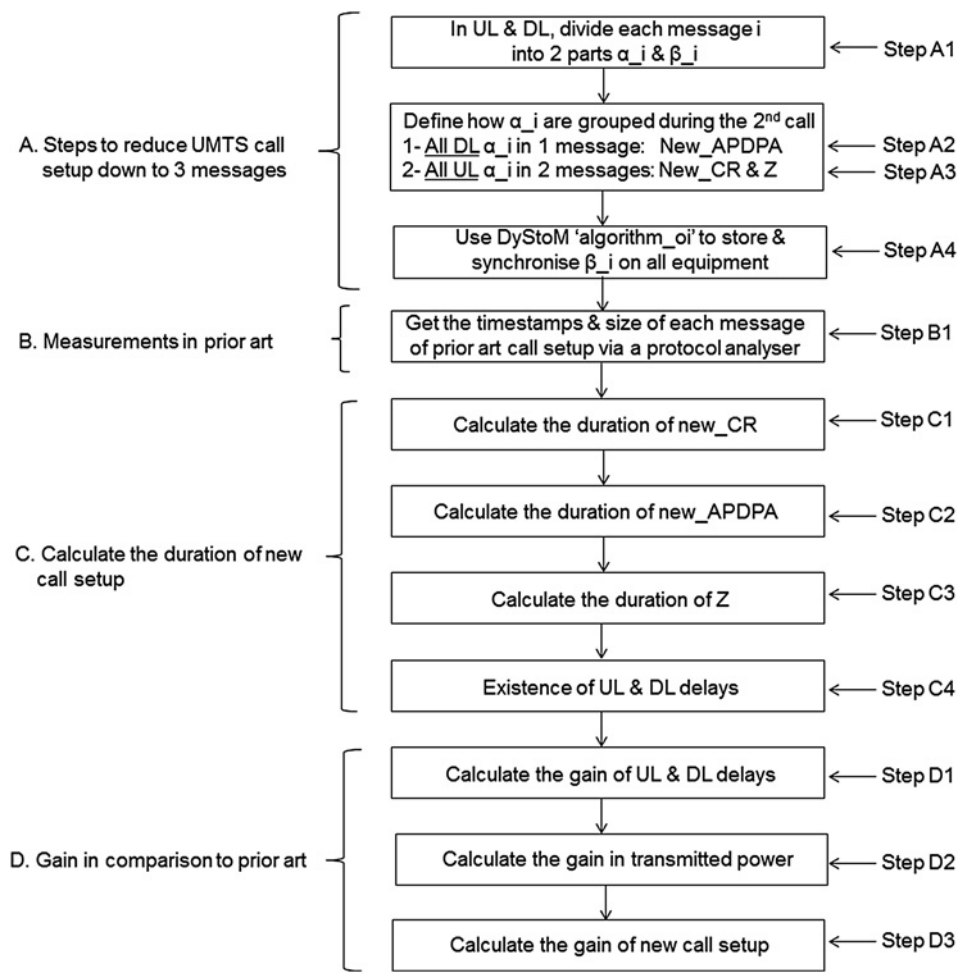 In UL & DL, divide each message i
into 2 parts α_i & β_i
Step A1
A. Steps to reduce UMTS call
setup down to 3 messages
Define how α_i are grouped during the 2nd call
1- All DL α_i in 1 message: New_APDPA
Step A2
2- All UL α_i in 2 messages: New_CR & Z
Step A3
Use DyStoM 'algorithm_oi' to store &
synchronise β_i on all equipment
Step A4
B. Measurements in prior art
Get the timestamps & size of each message
of prior art call setup via a protocol analyser
Step B1
C. Calculate the duration of new
call setup
Calculate the duration of new_CR
Step C1
Calculate the duration of new_APDPA
Step C2
Calculate the duration of Z
Step C3
Existence of UL & DL delays
Step C4
D. Gain in comparison to prior art
Calculate the gain of UL & DL delays
Step D1
Calculate the gain in transmitted power
Step D2
Calculate the gain of new call setup
Step D3